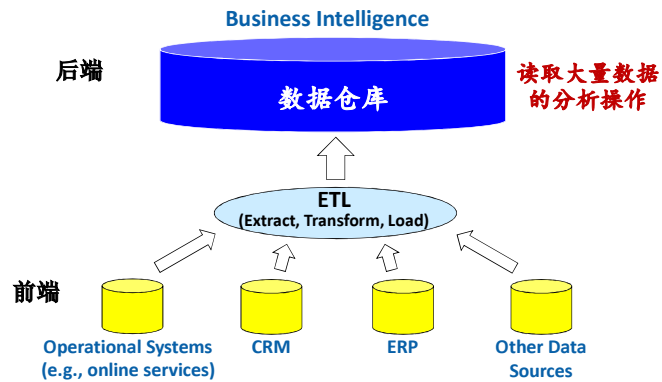 Business Intelligence
后端
数据仓库
读取大量数据
的分析操作
ETL
(Extract, Transform, Load)
前端
Operational Systems
(e.g., online services)
CRM
ERP
Other Data
Sources